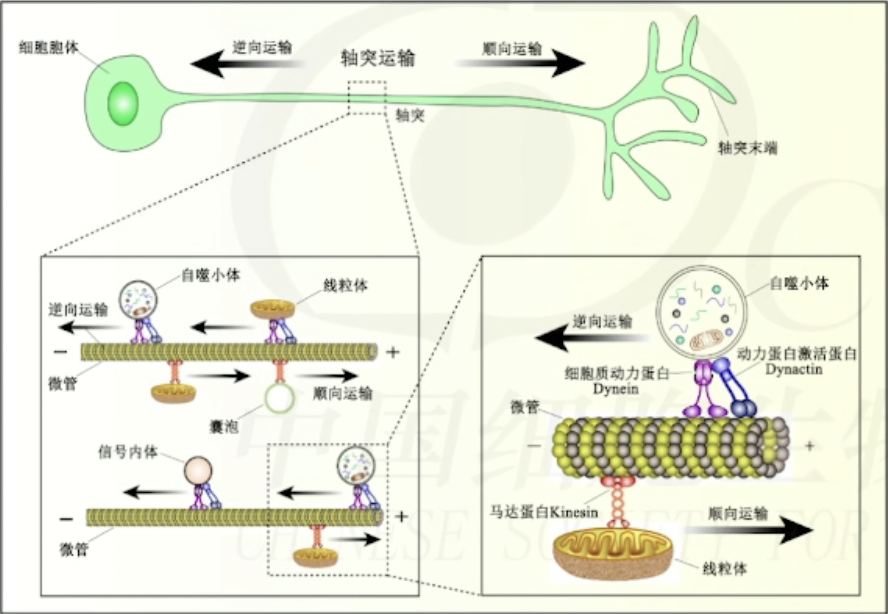 细胞胞体
逆向运输
轴突运输
顺向运输
轴突
轴突末端
自噬小体
线粒体
逆向运输
－
+
微管
顺向运输
囊泡
信号内体
－
+
微管
自噬小体
逆向运输
动力蛋白激活蛋白
Dynactin
细胞质动力蛋白
Dynein
微管
－
+
马达蛋白Kinesin
顺向运输
线粒体
中国细胞生物
CHINESE SOCIETY FOR